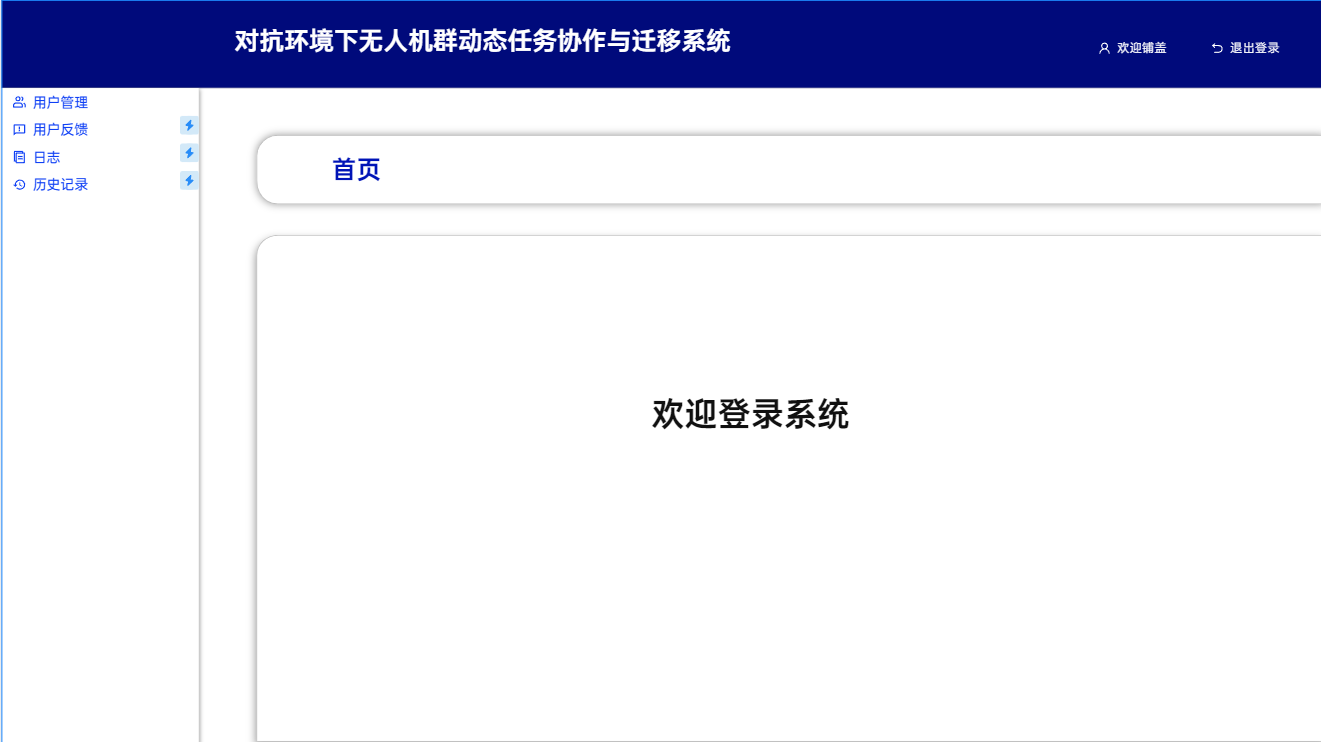 对抗环境下无人机群动态任务协作与迁移系统
欢迎铺盖
退出登录
用户管理
用户反馈
日志
历史记录
首页
欢迎登录系统